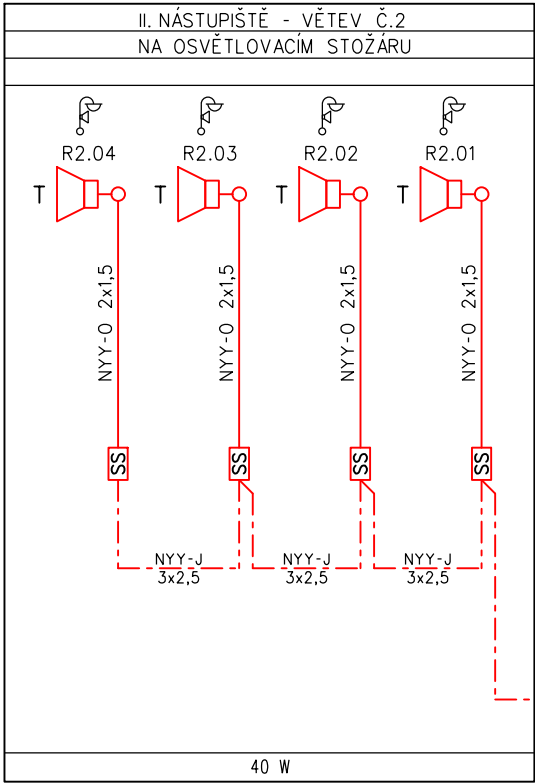 II. NÁSTUPIŠTĚ - VĚTEV Č.2
NA OSVĚTLOVACÍM STOŽÁRU
R2.04 R2.03 R2.02 R2.01
T T T T
NYY-O 2x1,5 NYY-O 2x1,5 NYY-O 2x1,5 NYY-O 2x1,5
SS SS SS SS
NYY-J NYY-J NYY-J
3x2,5 3x2,5 3x2,5
40 W